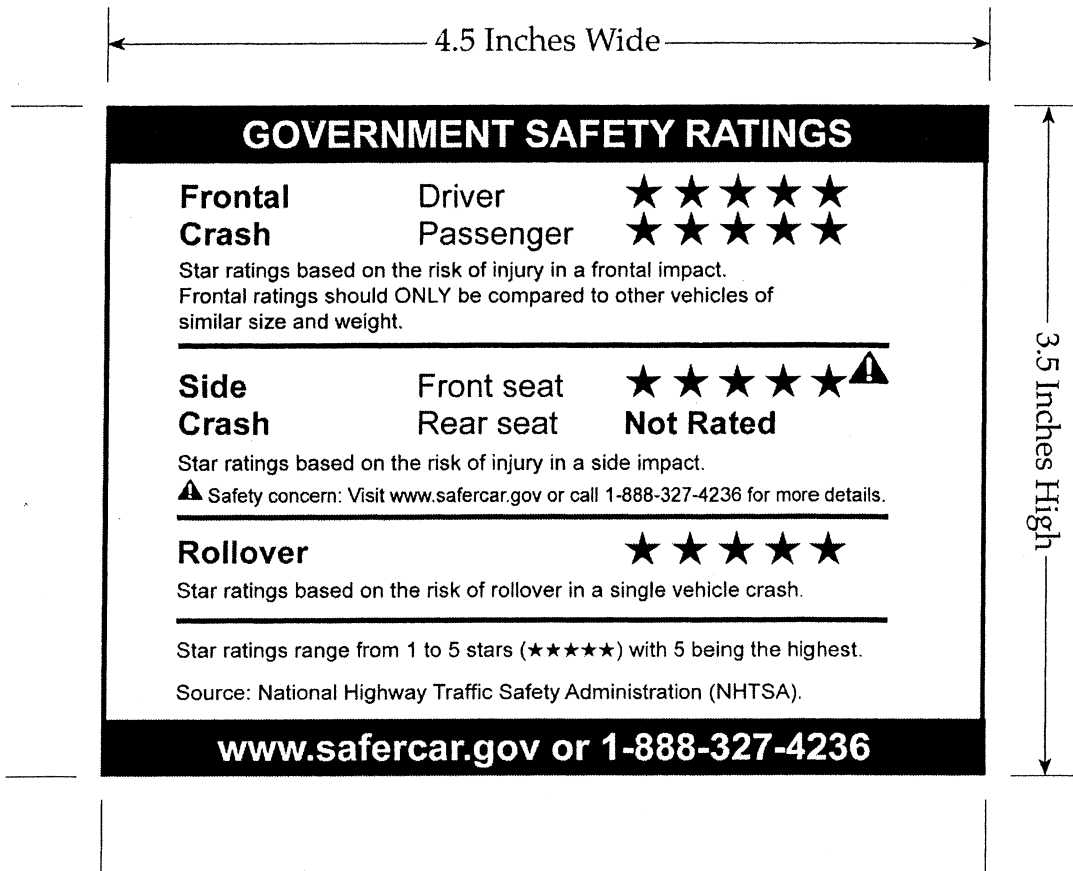 4.5 Inches Wide
GOVERNMENT SAFETY RATINGS
Frontal Driver ★★★★★
Crash Passenger ★★★★★
Star ratings based on the risk of injury in a frontal impact.
Frontal ratings should ONLY be compared to other vehicles of
similar size and weight.
Side Front seat ★★★★★⚠
Crash Rear seat Not Rated
Star ratings based on the risk of injury in a side impact.
⚠ Safety concern: Visit www.safercar.gov or call 1-888-327-4236 for more details.
Rollover ★★★★★
Star ratings based on the risk of rollover in a single vehicle crash.
Star ratings range from 1 to 5 stars (★★★★★) with 5 being the highest.
Source: National Highway Traffic Safety Administration (NHTSA).
www.safercar.gov or 1-888-327-4236
3.5 Inches High